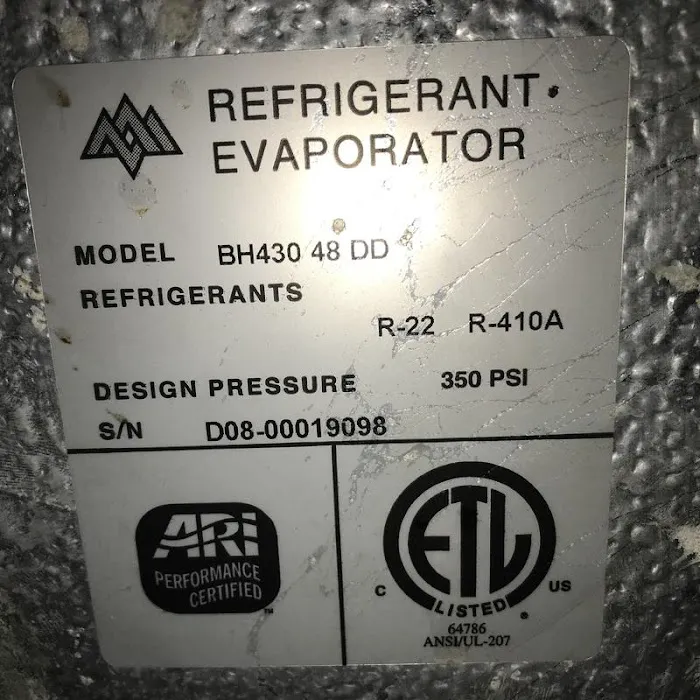 REFRIGERANT
EVAPORATOR
MODEL BH430 48 DD
REFRIGERANTS
R-22 R-410A
DESIGN PRESSURE 350 PSI
S/N D08-00019098
ARI
PERFORMANCE
CERTIFIED
TM
ETL
C US
LISTED
64786
ANSI/UL-207